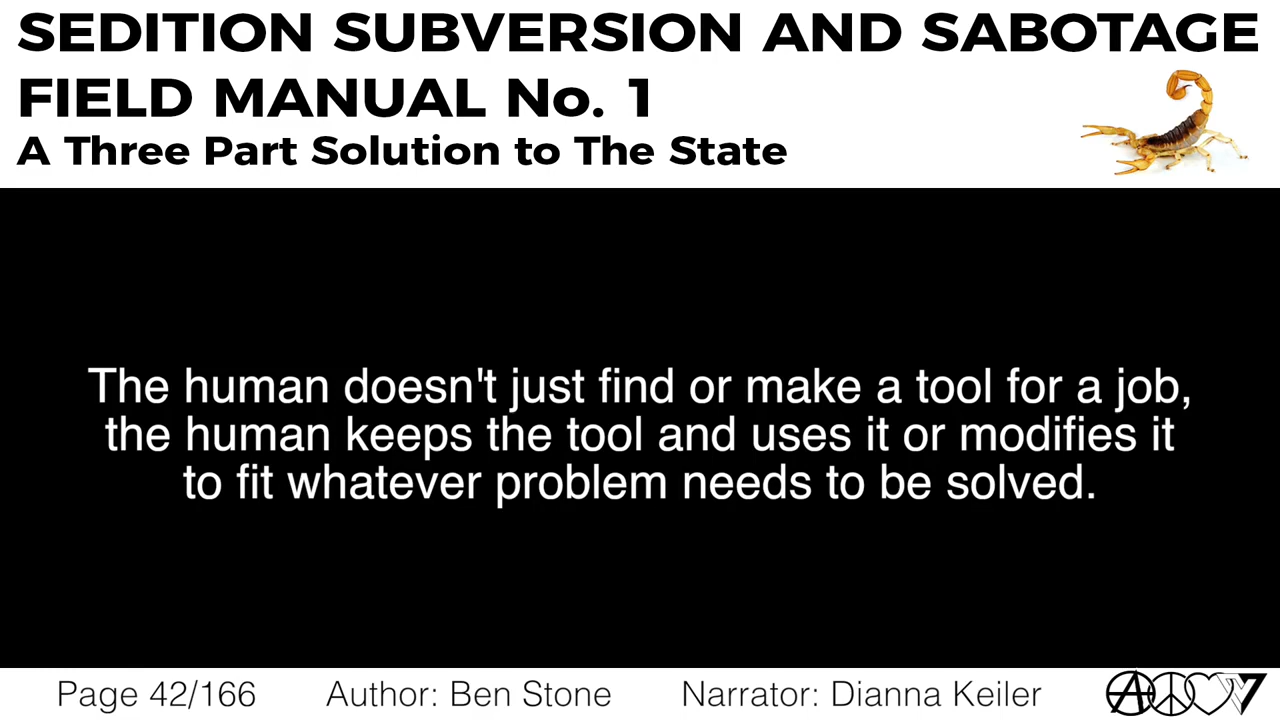 SEDITION SUBVERSION AND SABOTAGE
FIELD MANUAL No. 1
A Three Part Solution to The State
The human doesn't just find or make a tool for a job,
the human keeps the tool and uses it or modifies it
to fit whatever problem needs to be solved.
Page 42/166 Author: Ben Stone Narrator: Dianna Keiler